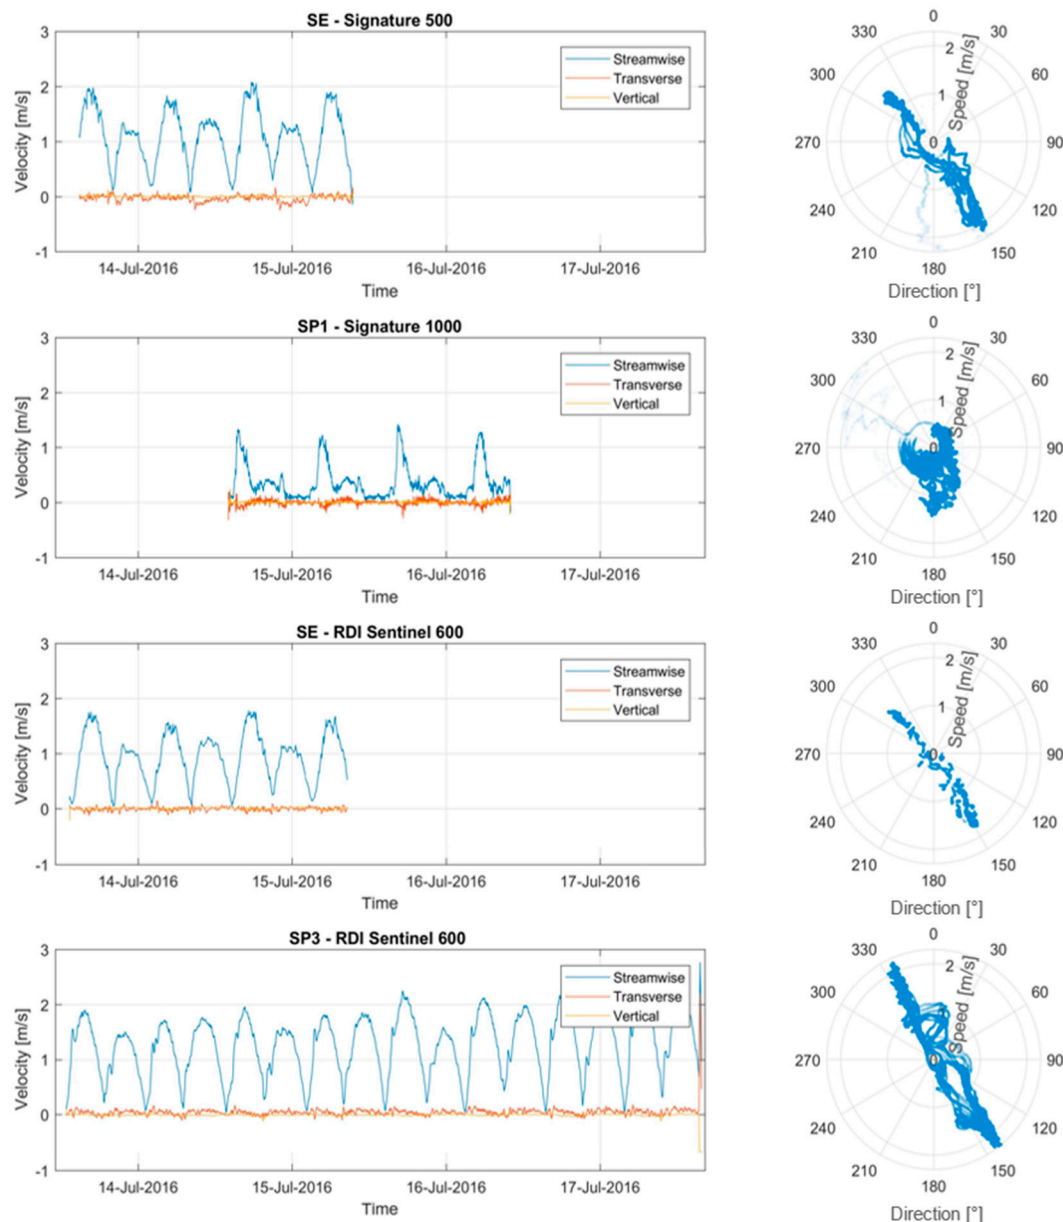 SE - Signature 500
3
2
1
0
-1
Velocity [m/s]
Streamwise
Transverse
Vertical
14-Jul-2016
15-Jul-2016
16-Jul-2016
17-Jul-2016
Time
0
30
60
90
120
150
180
210
240
270
300
330
2
1
0
Speed [m/s]
Direction [°]
SP1 - Signature 1000
3
2
1
0
-1
Velocity [m/s]
Streamwise
Transverse
Vertical
14-Jul-2016
15-Jul-2016
16-Jul-2016
17-Jul-2016
Time
0
30
60
90
120
150
180
210
240
270
300
330
2
1
0
Speed [m/s]
Direction [°]
SE - RDI Sentinel 600
3
2
1
0
-1
Velocity [m/s]
Streamwise
Transverse
Vertical
14-Jul-2016
15-Jul-2016
16-Jul-2016
17-Jul-2016
Time
0
30
60
90
120
150
180
210
240
270
300
330
2
1
0
Speed [m/s]
Direction [°]
SP3 - RDI Sentinel 600
3
2
1
0
-1
Velocity [m/s]
Streamwise
Transverse
Vertical
14-Jul-2016
15-Jul-2016
16-Jul-2016
17-Jul-2016
Time
0
30
60
90
120
150
180
210
240
270
300
330
2
1
0
Speed [m/s]
Direction [°]